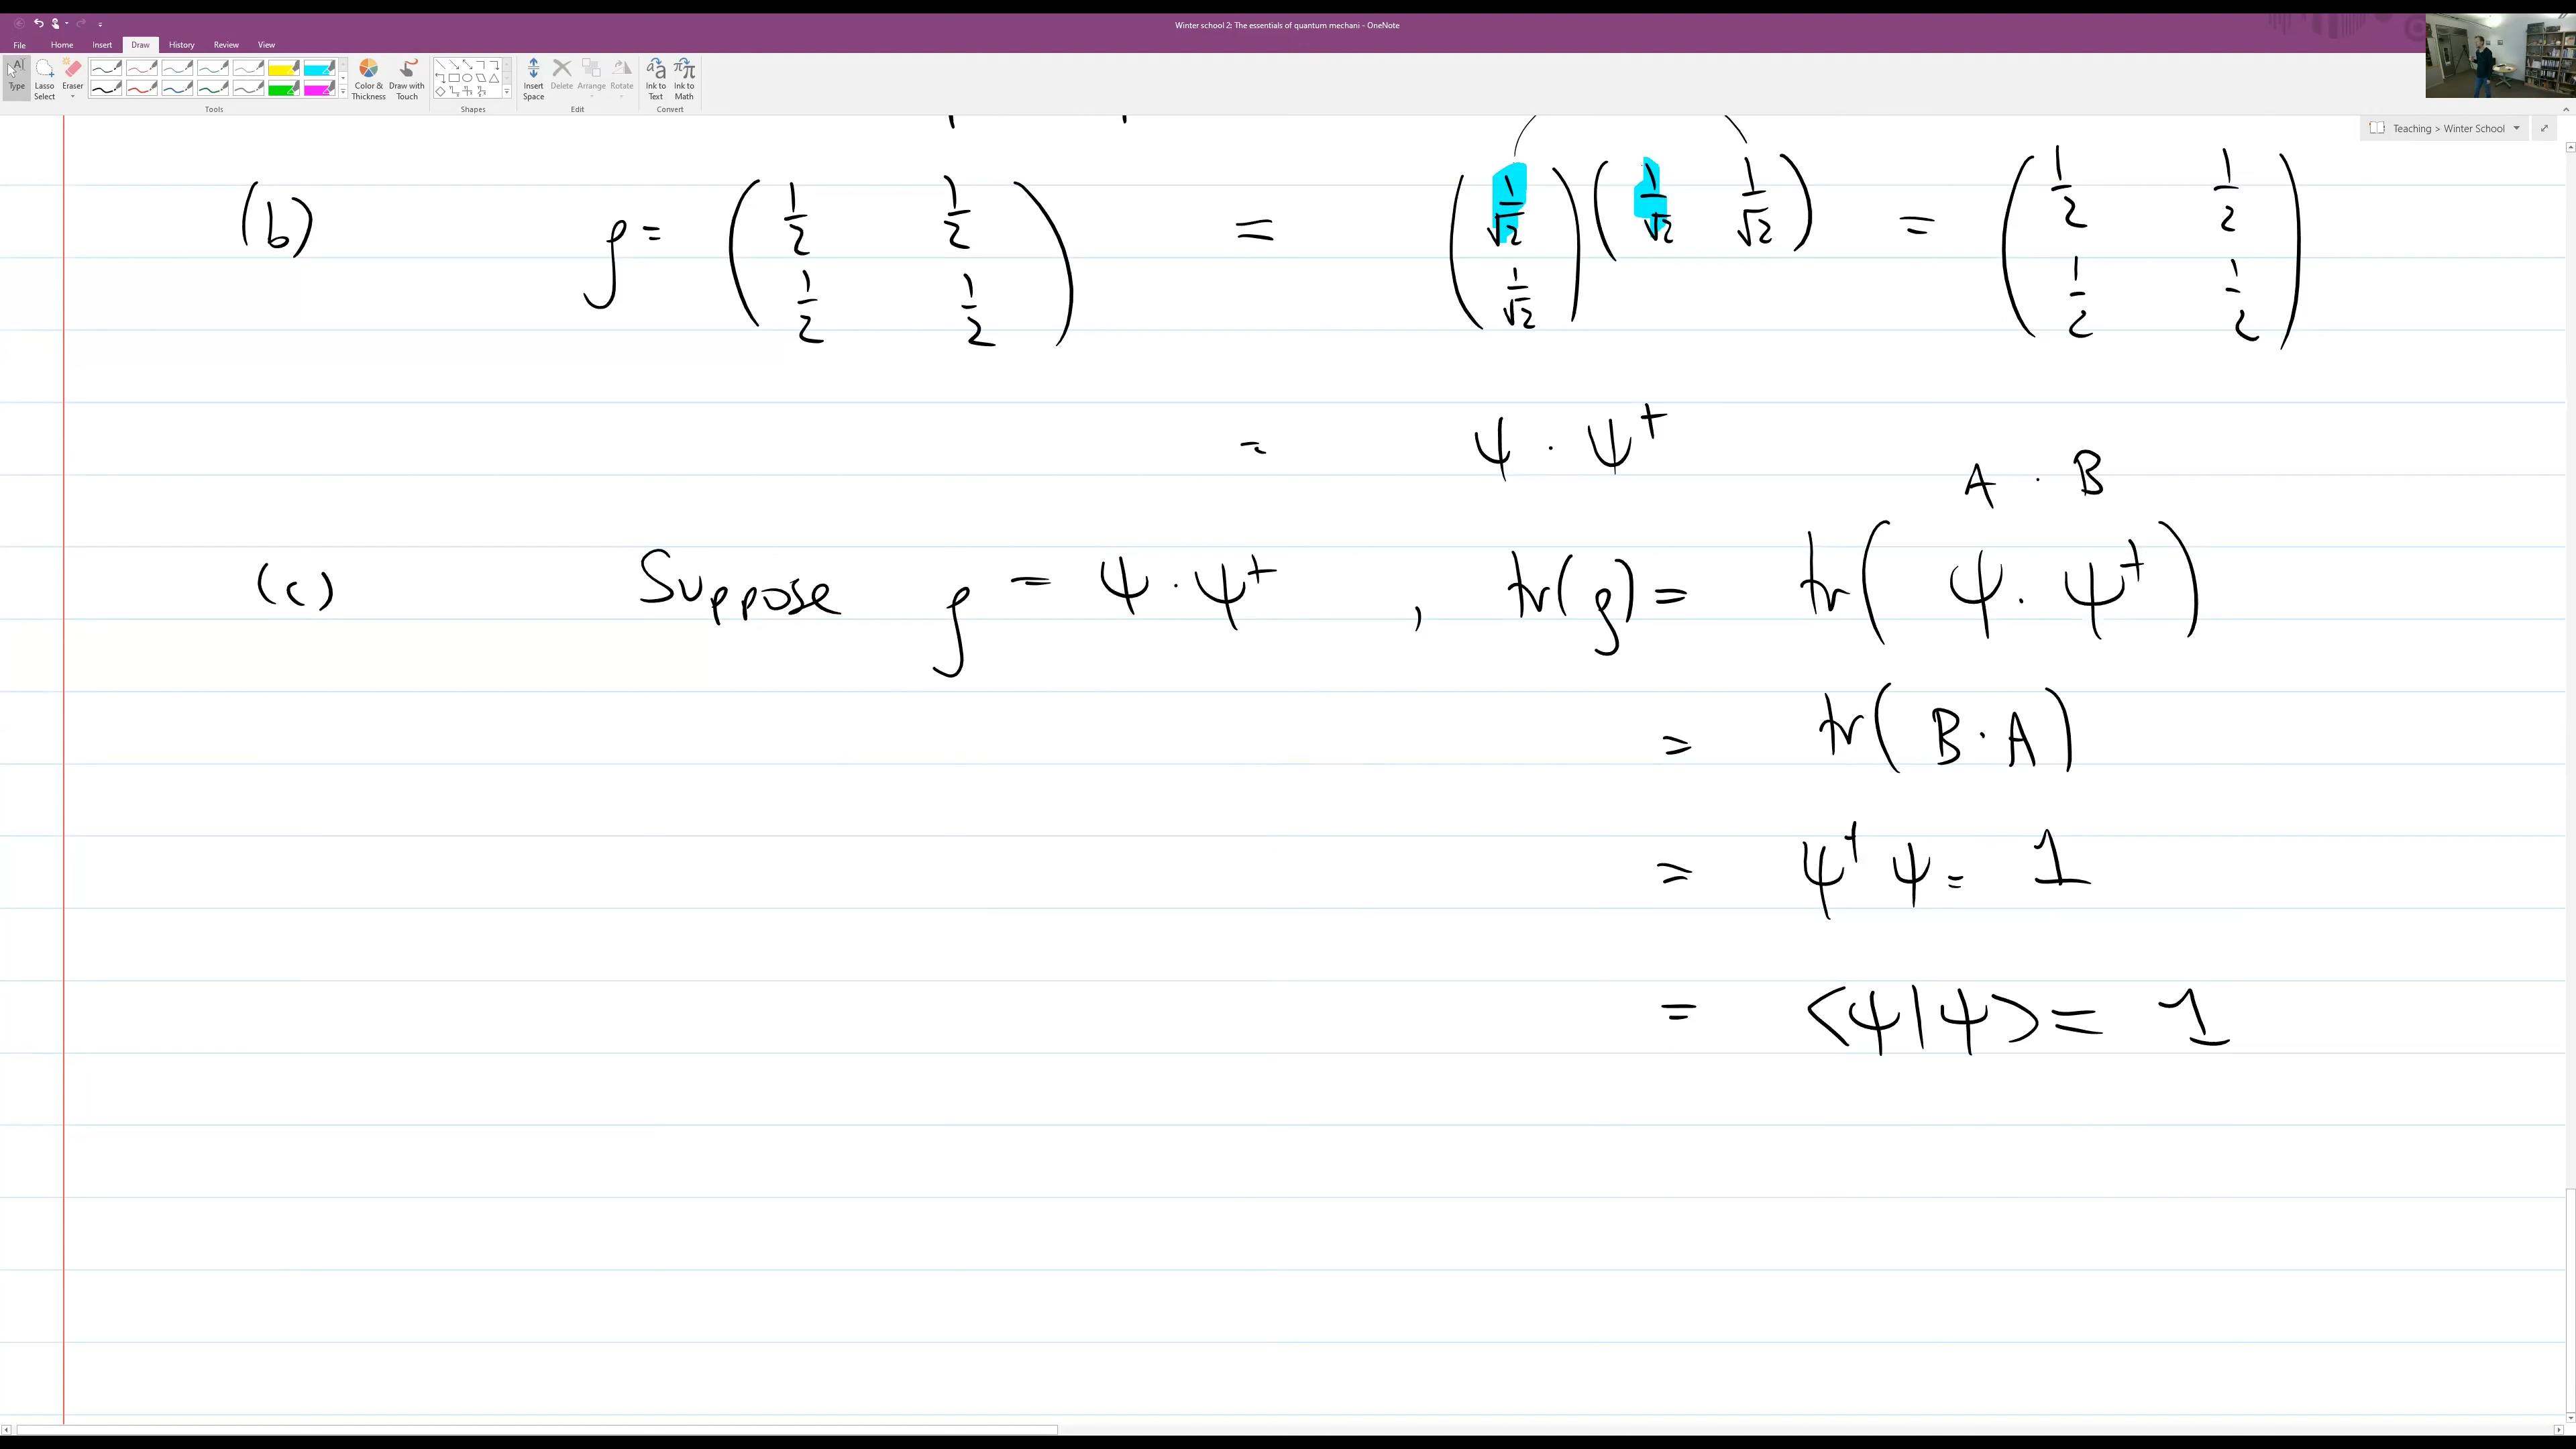 Winter school 2: The essentials of quantum mechani - OneNote
File Home Insert Draw History Review View
Type Lasso Select Eraser Color & Thickness Draw with Touch Insert Space Delete Arrange Rotate Ink to Text Ink to Math
Tools Shapes Edit Convert
Teaching > Winter School
(b) ρ = ( 1/2 1/2 ; 1/2 1/2 ) = ( 1/√2 ; 1/√2 ) ( 1/√2 1/√2 ) = ( 1/2 1/2 ; 1/2 1/2 )
= ψ · ψ†
A · B
(c) Suppose ρ = ψ · ψ† , tr(ρ) = tr( ψ · ψ† )
= tr( B · A )
= ψ† ψ = 1
= <ψ|ψ> = 1